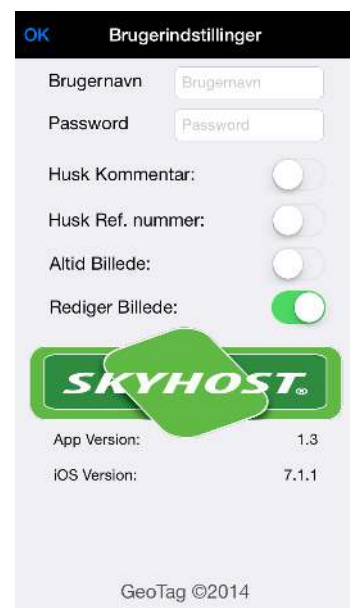 OK Brugerindstillinger
Brugernavn Brugernavn
Password Password
Husk Kommentar:
Husk Ref. nummer:
Altid Billede:
Rediger Billede:
SKYHOST®
App Version: 1.3
iOS Version: 7.1.1
GeoTag ©2014